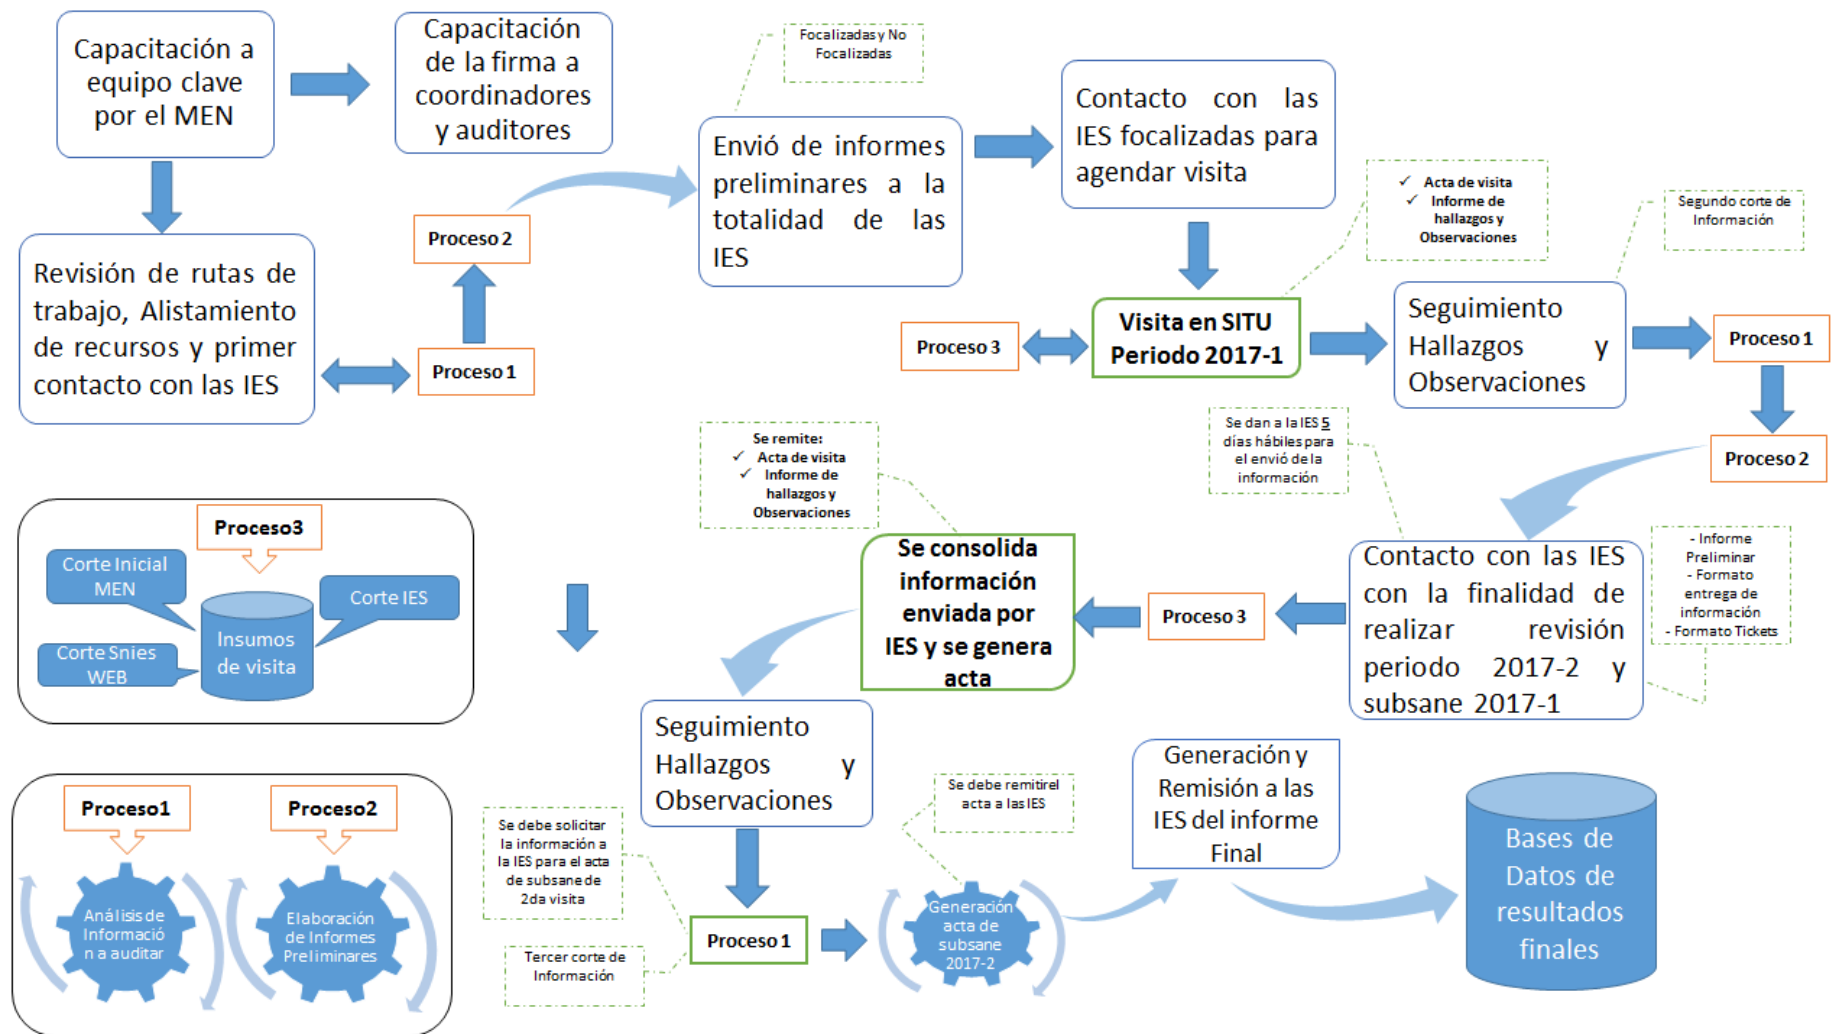 Capacitación a
equipo clave
por el MEN
Capacitación
de la firma a
coordinadores
y auditores
Focalizadas y No
Focalizadas
Envió de informes
preliminares a la
totalidad de las
IES
Contacto con las
IES focalizadas para
agendar visita
✓ Acta de visita
✓ Informe de
hallazgos y
Observaciones
Segundo corte de
Información
Revisión de rutas de
trabajo, Alistamiento
de recursos y primer
contacto con las IES
Proceso 2
Proceso 1
Proceso 3
Visita en SITU
Periodo 2017-1
Seguimiento
Hallazgos y
Observaciones
Proceso 1
Proceso 2
Se dan a la IES 5
días hábiles para
el envió de la
información
Contacto con las IES
con la finalidad de
realizar revisión
periodo 2017-2 y
subsane 2017-1
- Informe
Preliminar
- Formato
entrega de
información
- Formato Tickets
Proceso 3
Se remite:
✓ Acta de visita
✓ Informe de
hallazgos y
Observaciones
Se consolida
información
enviada por
IES y se genera
acta
Proceso3
Corte Inicial
MEN
Corte IES
Corte Snies
WEB
Insumos
de visita
Seguimiento
Hallazgos y
Observaciones
Proceso1
Análisis de
Informació
n a auditar
Proceso2
Elaboración
de Informes
Preliminares
Se debe solicitar
la información a
la IES para el acta
de subsane de
2da visita
Tercer corte de
Información
Proceso 1
Se debe remitirel
acta a las IES
Generación
acta de
subsane
2017-2
Generación y
Remisión a las
IES del informe
Final
Bases de
Datos de
resultados
finales